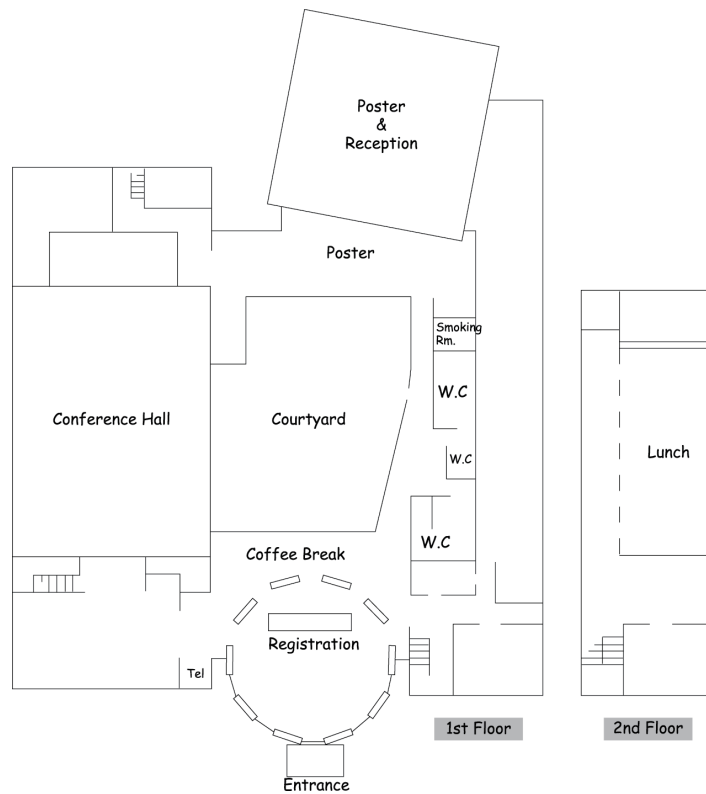 Poster
&
Reception
Poster
Smoking
Rm.
W.C
Conference Hall
Courtyard
Lunch
W.C
W.C
Coffee Break
Registration
Tel
1st Floor
2nd Floor
Entrance